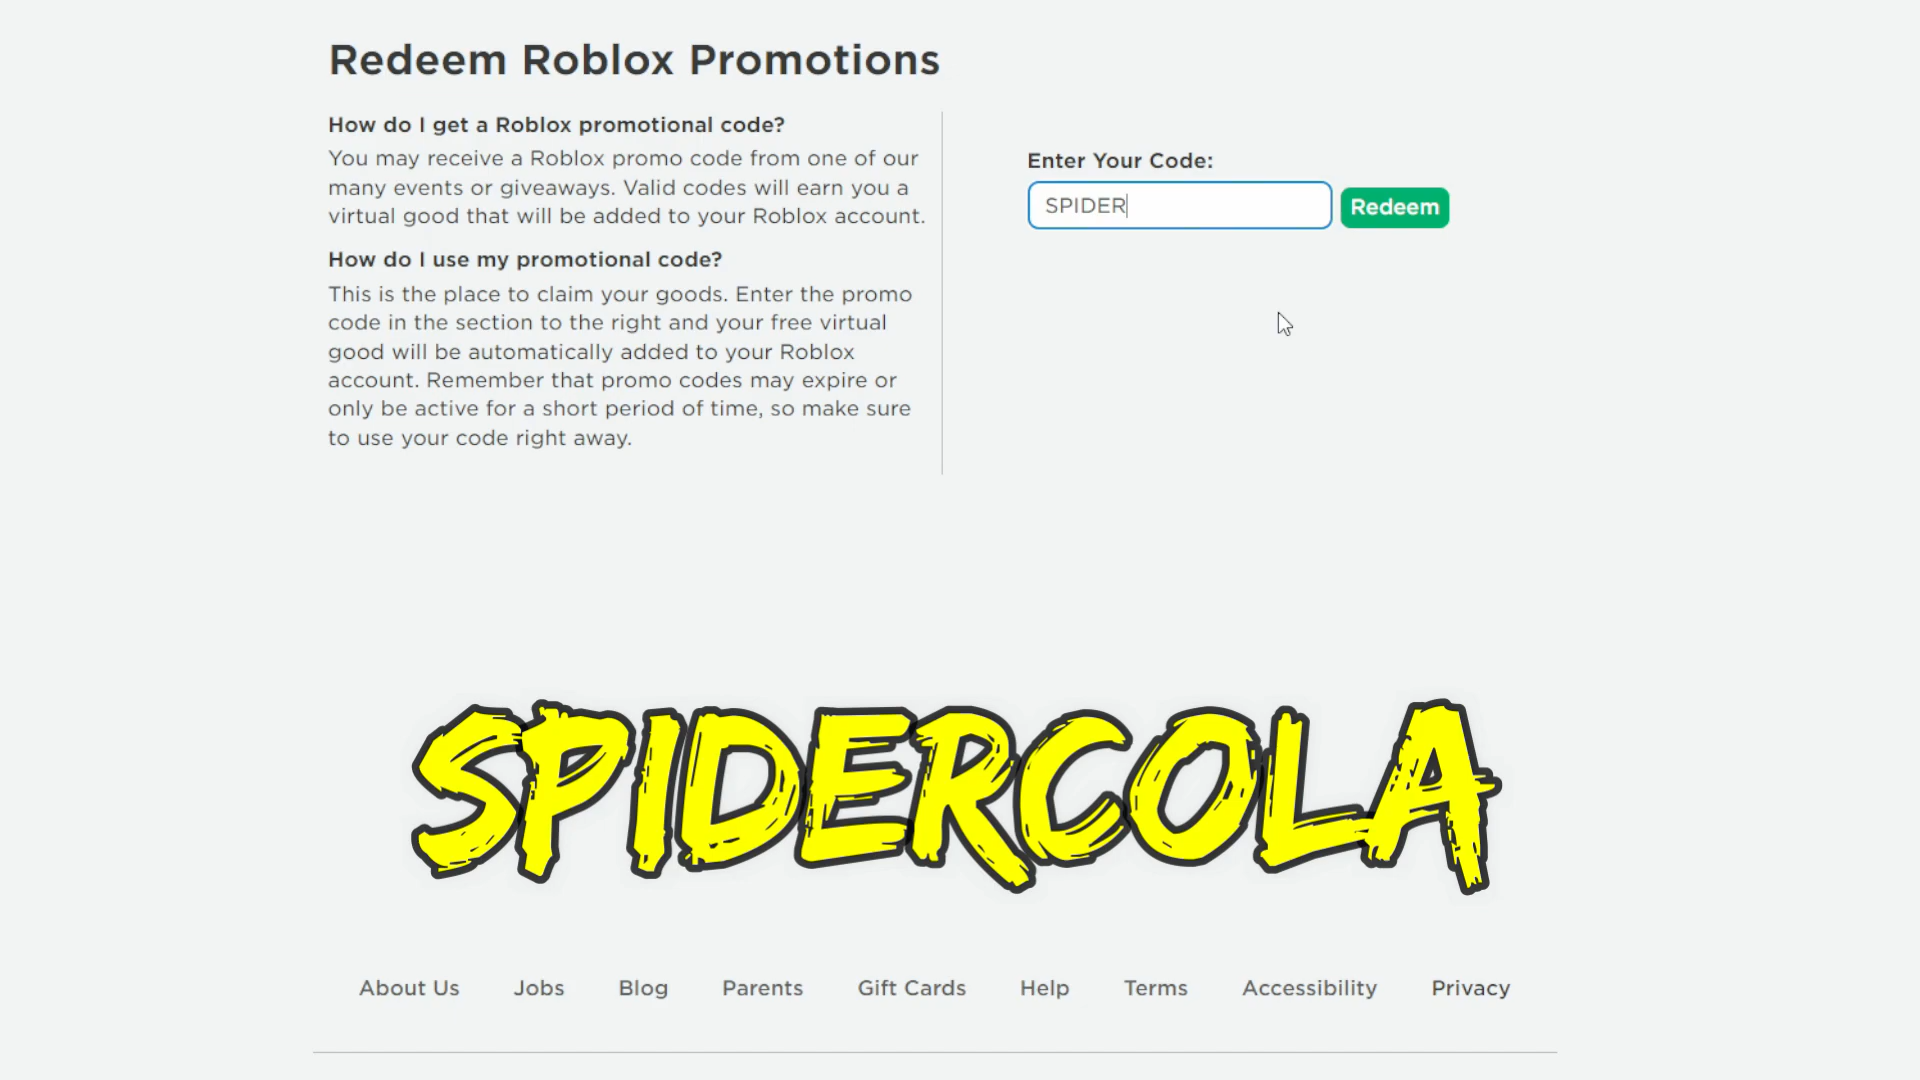 Redeem Roblox Promotions
How do I get a Roblox promotional code?
You may receive a Roblox promo code from one of our
many events or giveaways. Valid codes will earn you a
virtual good that will be added to your Roblox account.
How do I use my promotional code?
This is the place to claim your goods. Enter the promo
code in the section to the right and your free virtual
good will be automatically added to your Roblox
account. Remember that promo codes may expire or
only be active for a short period of time, so make sure
to use your code right away.
Enter Your Code:
SPIDER
Redeem
SPIDERCOLA
About Us Jobs Blog Parents Gift Cards Help Terms Accessibility Privacy